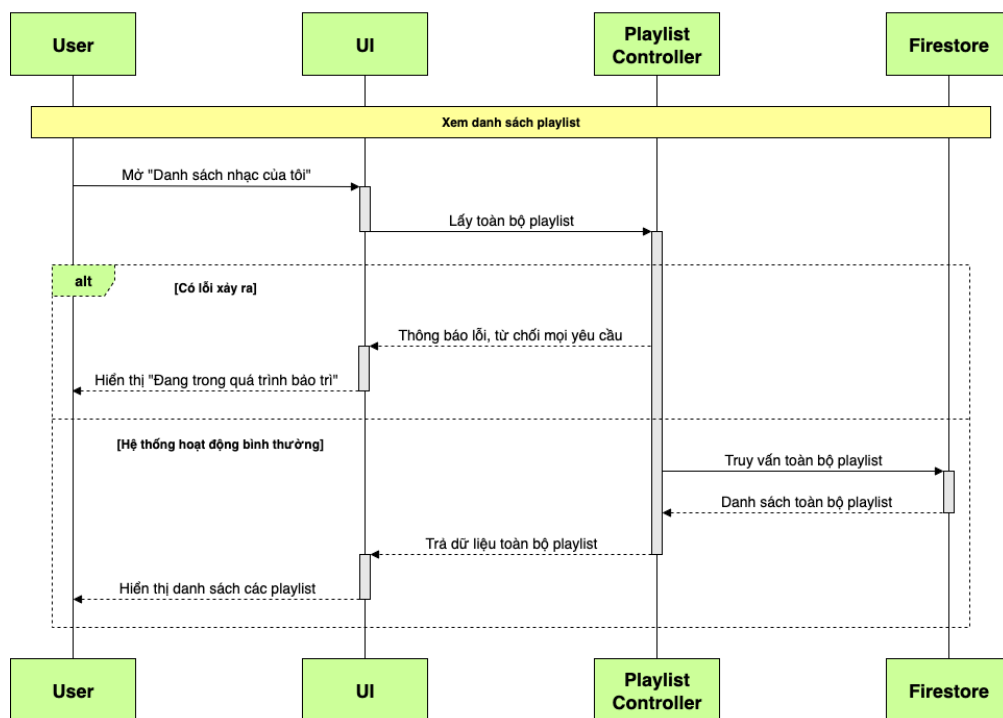 User
UI
Playlist
Controller
Firestore
Xem danh sách playlist
Mở "Danh sách nhạc của tôi"
Lấy toàn bộ playlist
alt
[Có lỗi xảy ra]
Thông báo lỗi, từ chối mọi yêu cầu
Hiển thị "Đang trong quá trình bảo trì"
[Hệ thống hoạt động bình thường]
Truy vấn toàn bộ playlist
Danh sách toàn bộ playlist
Trả dữ liệu toàn bộ playlist
Hiển thị danh sách các playlist
User
UI
Playlist
Controller
Firestore